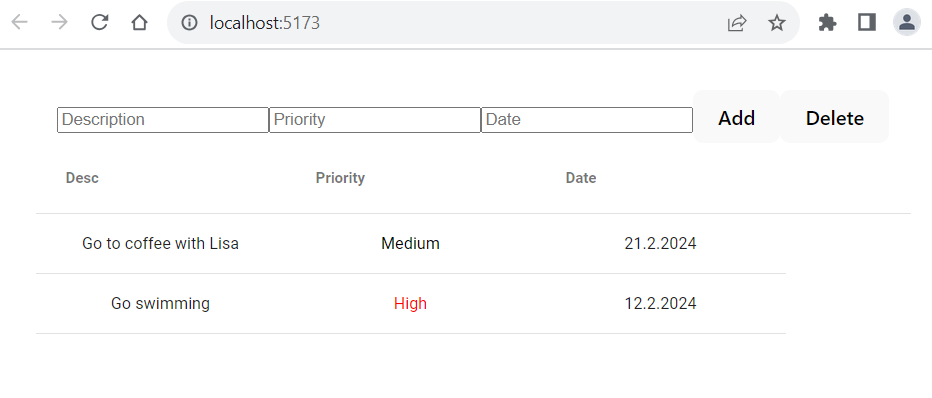 localhost:5173
Description Priority Date Add Delete
Desc Priority Date
Go to coffee with Lisa Medium 21.2.2024
Go swimming High 12.2.2024